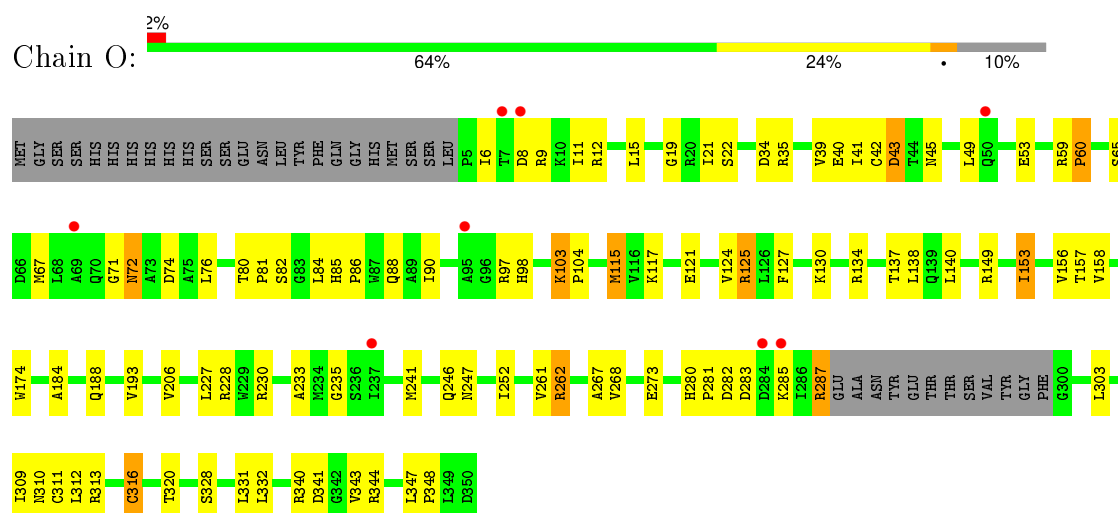 2%
Chain O:
64% 24% • 10%
MET GLY SER SER HIS HIS HIS HIS HIS HIS SER SER GLU ASN LEU TYR PHE GLN GLY HIS MET SER SER LEU P5 I6 T7 D8 R9 K10 I11 R12 L15 G19 R20 I21 S22 D34 R35 V39 E40 I41 C42 D43 T44 N45 L49 Q50 E53 R59 P60 S65
D66 M67 L68 A69 Q70 G71 N72 A73 D74 A75 L76 T80 P81 S82 G83 L84 H85 P86 W87 Q88 A89 I90 A95 G96 R97 H98 K103 P104 M115 V116 K117 E121 V124 R125 L126 F127 K130 R134 T137 L138 Q139 L140 R149 I153 V156 T157 V158
W174 A184 Q188 V193 V206 L227 R228 W229 R230 A233 M234 G235 S236 I237 M241 Q246 N247 I252 V261 R262 A267 V268 E273 H280 P281 D282 D283 D284 K285 I286 R287 GLU ALA ASN TYR GLU THR THR SER VAL TYR GLY PHE G300 L303
I309 N310 C311 L312 R313 C316 T320 S328 L331 L332 R340 D341 G342 V343 R344 L347 P348 L349 D350